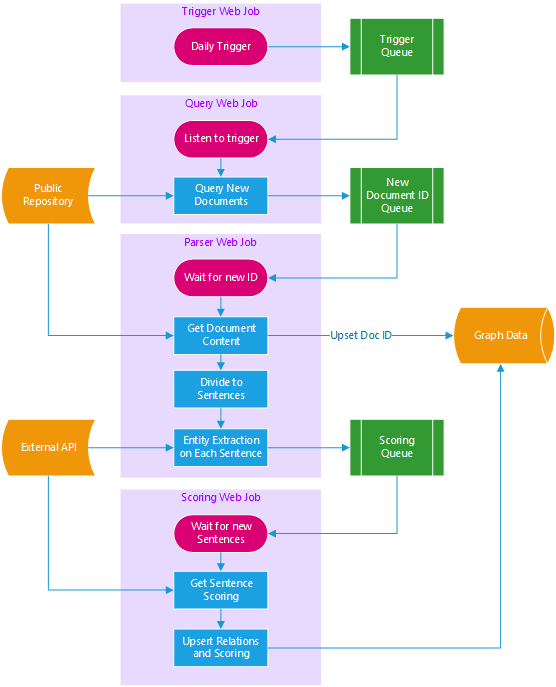 Trigger Web Job
Daily Trigger
Trigger
Queue
Query Web Job
Listen to trigger
Public
Repository
Query New
Documents
New
Document ID
Queue
Parser Web Job
Wait for new ID
Get Document
Content
Upset Doc ID
Graph Data
Divide to
Sentences
External API
Entity Extraction
on Each Sentence
Scoring
Queue
Scoring Web Job
Wait for new
Sentences
Get Sentence
Scoring
Upsert Relations
and Scoring